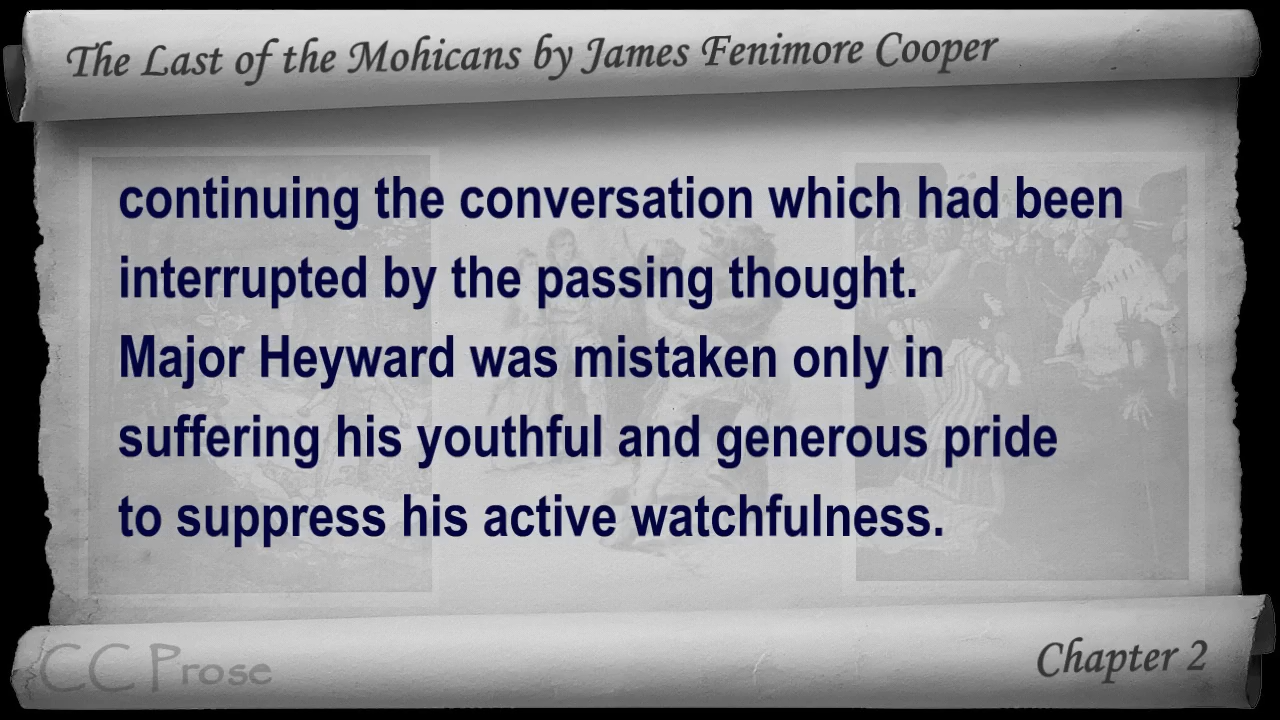 The Last of the Mohicans by James Fenimore Cooper
continuing the conversation which had been
interrupted by the passing thought.
Major Heyward was mistaken only in
suffering his youthful and generous pride
to suppress his active watchfulness.
CC Prose
Chapter 2